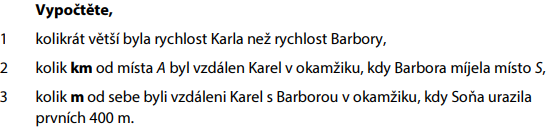 Vypočtěte,
1 kolikrát větší byla rychlost Karla než rychlost Barbory,
2 kolik km od místa A byl vzdálen Karel v okamžiku, kdy Barbora míjela místo S,
3 kolik m od sebe byli vzdáleni Karel s Barborou v okamžiku, kdy Soňa urazila
prvních 400 m.